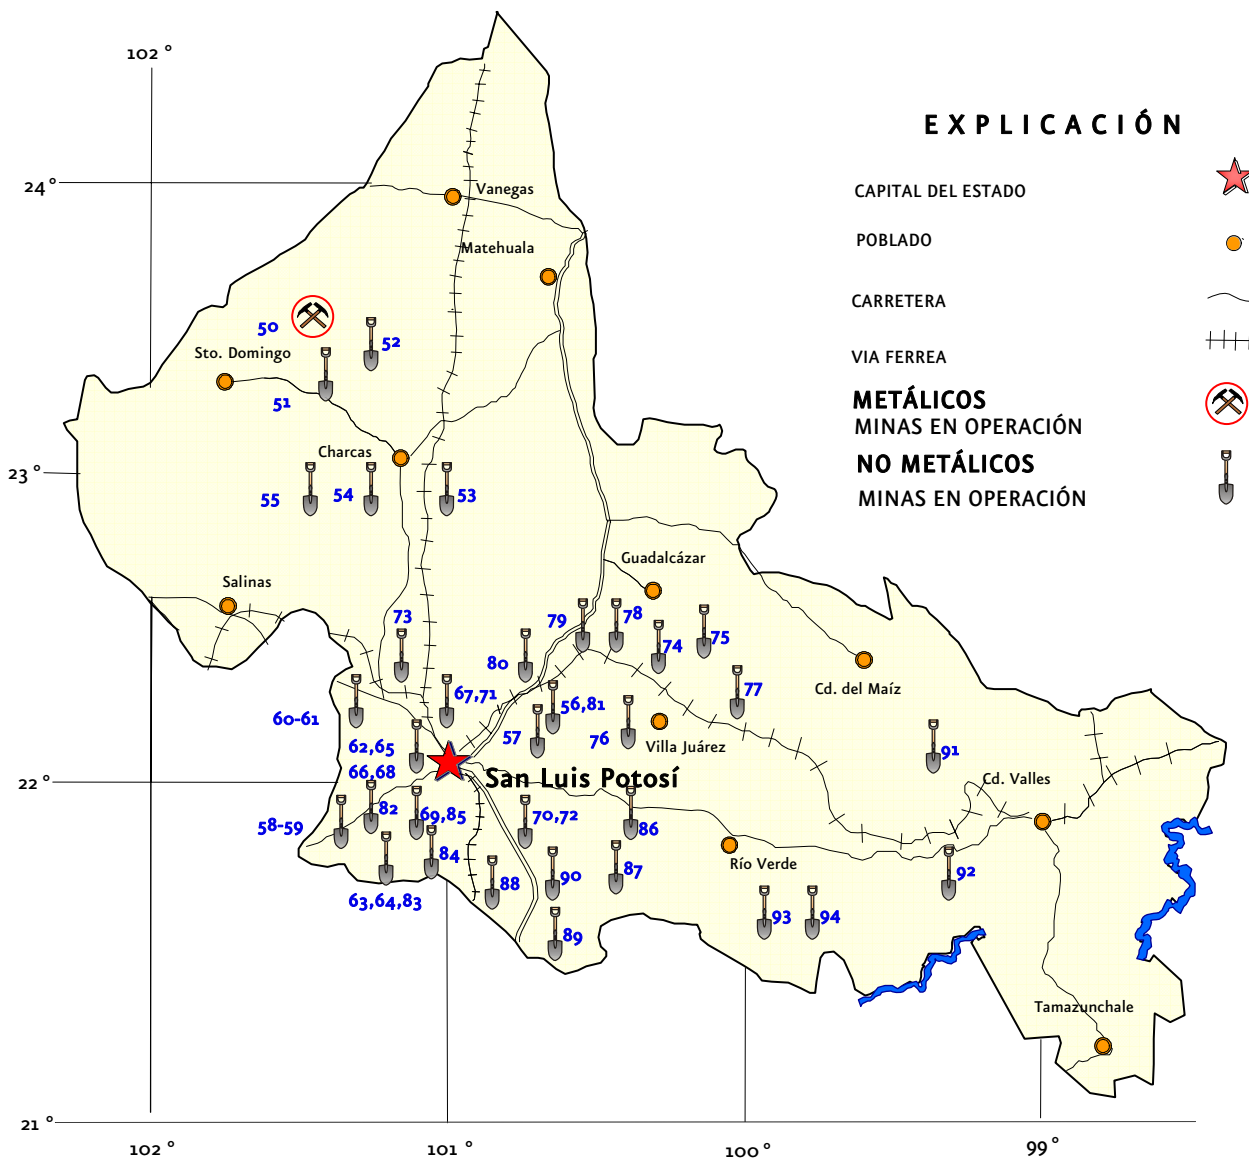 102 °
EXPLICACIÓN
24°
Vanegas
CAPITAL DEL ESTADO
Matehuala
POBLADO
CARRETERA
50
52
Sto. Domingo
VIA FERREA
51
METÁLICOS
MINAS EN OPERACIÓN
Charcas
NO METÁLICOS
23°
55
54
53
MINAS EN OPERACIÓN
Guadalcázar
Salinas
73
79
78
74
75
80
77
Cd. del Maíz
60-61
67,71
56,81
57
76
Villa Juárez
62,65
91
66,68
San Luis Potosí
Cd. Valles
22°
58-59
82
69,85
70,72
86
84
Río Verde
88
90
87
92
63,64,83
93
94
89
Tamazunchale
21°
102 °
101 °
100 °
99°